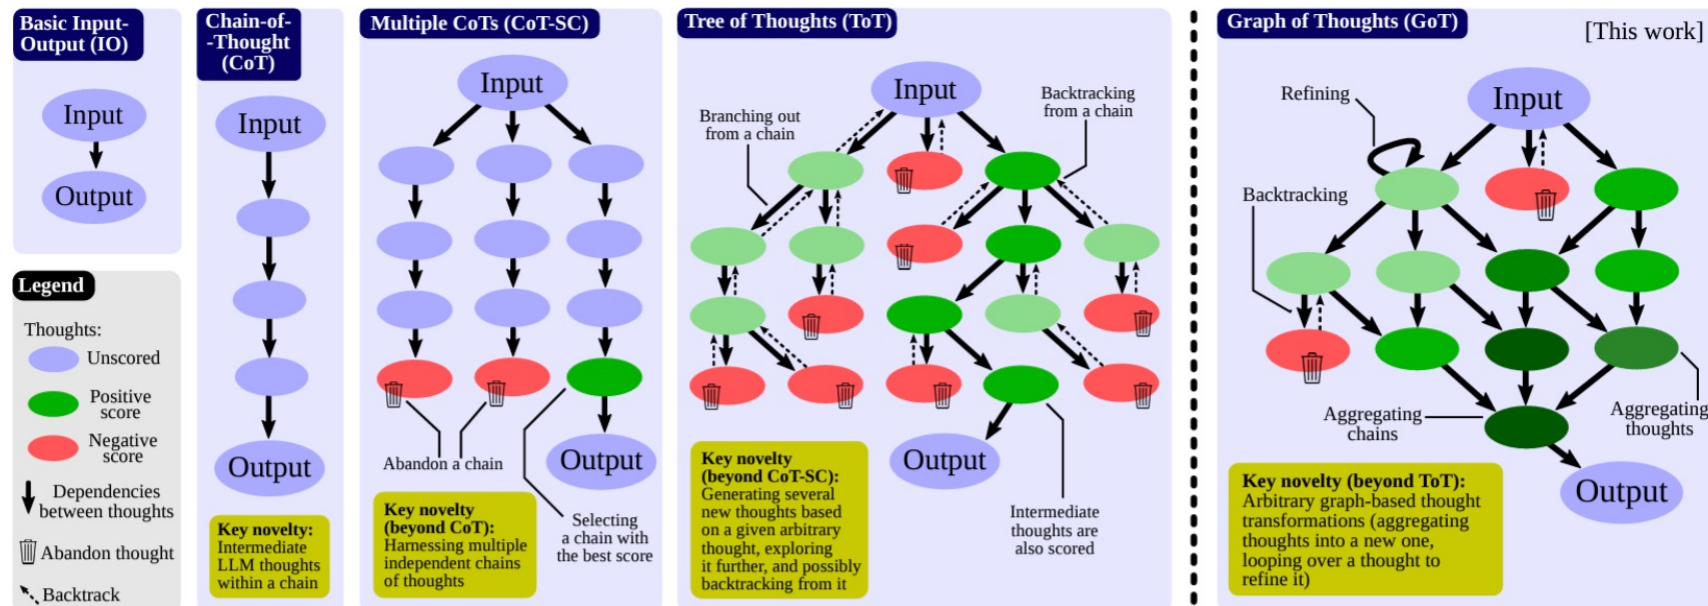 Basic Input-
Output (IO)
Input
Output
Legend
Thoughts:
Unscored
Positive
score
Negative
score
Dependencies
between thoughts
Abandon thought
Backtrack
Chain-of-
-Thought
(CoT)
Input
Output
Key novelty:
Intermediate
LLM thoughts
within a chain
Multiple CoTs (CoT-SC)
Input
Abandon a chain
Output
Key novelty
(beyond CoT):
Harnessing multiple
independent chains
of thoughts
Selecting
a chain with
the best score
Tree of Thoughts (ToT)
Input
Branching out
from a chain
Backtracking
from a chain
Key novelty
(beyond CoT-SC):
Generating several
new thoughts based
on a given arbitrary
thought, exploring
it further, and possibly
backtracking from it
Output
Intermediate
thoughts are
also scored
Graph of Thoughts (GoT)
[This work]
Refining
Input
Backtracking
Aggregating
chains
Aggregating
thoughts
Key novelty (beyond ToT):
Arbitrary graph-based thought
transformations (aggregating
thoughts into a new one,
looping over a thought to
refine it)
Output